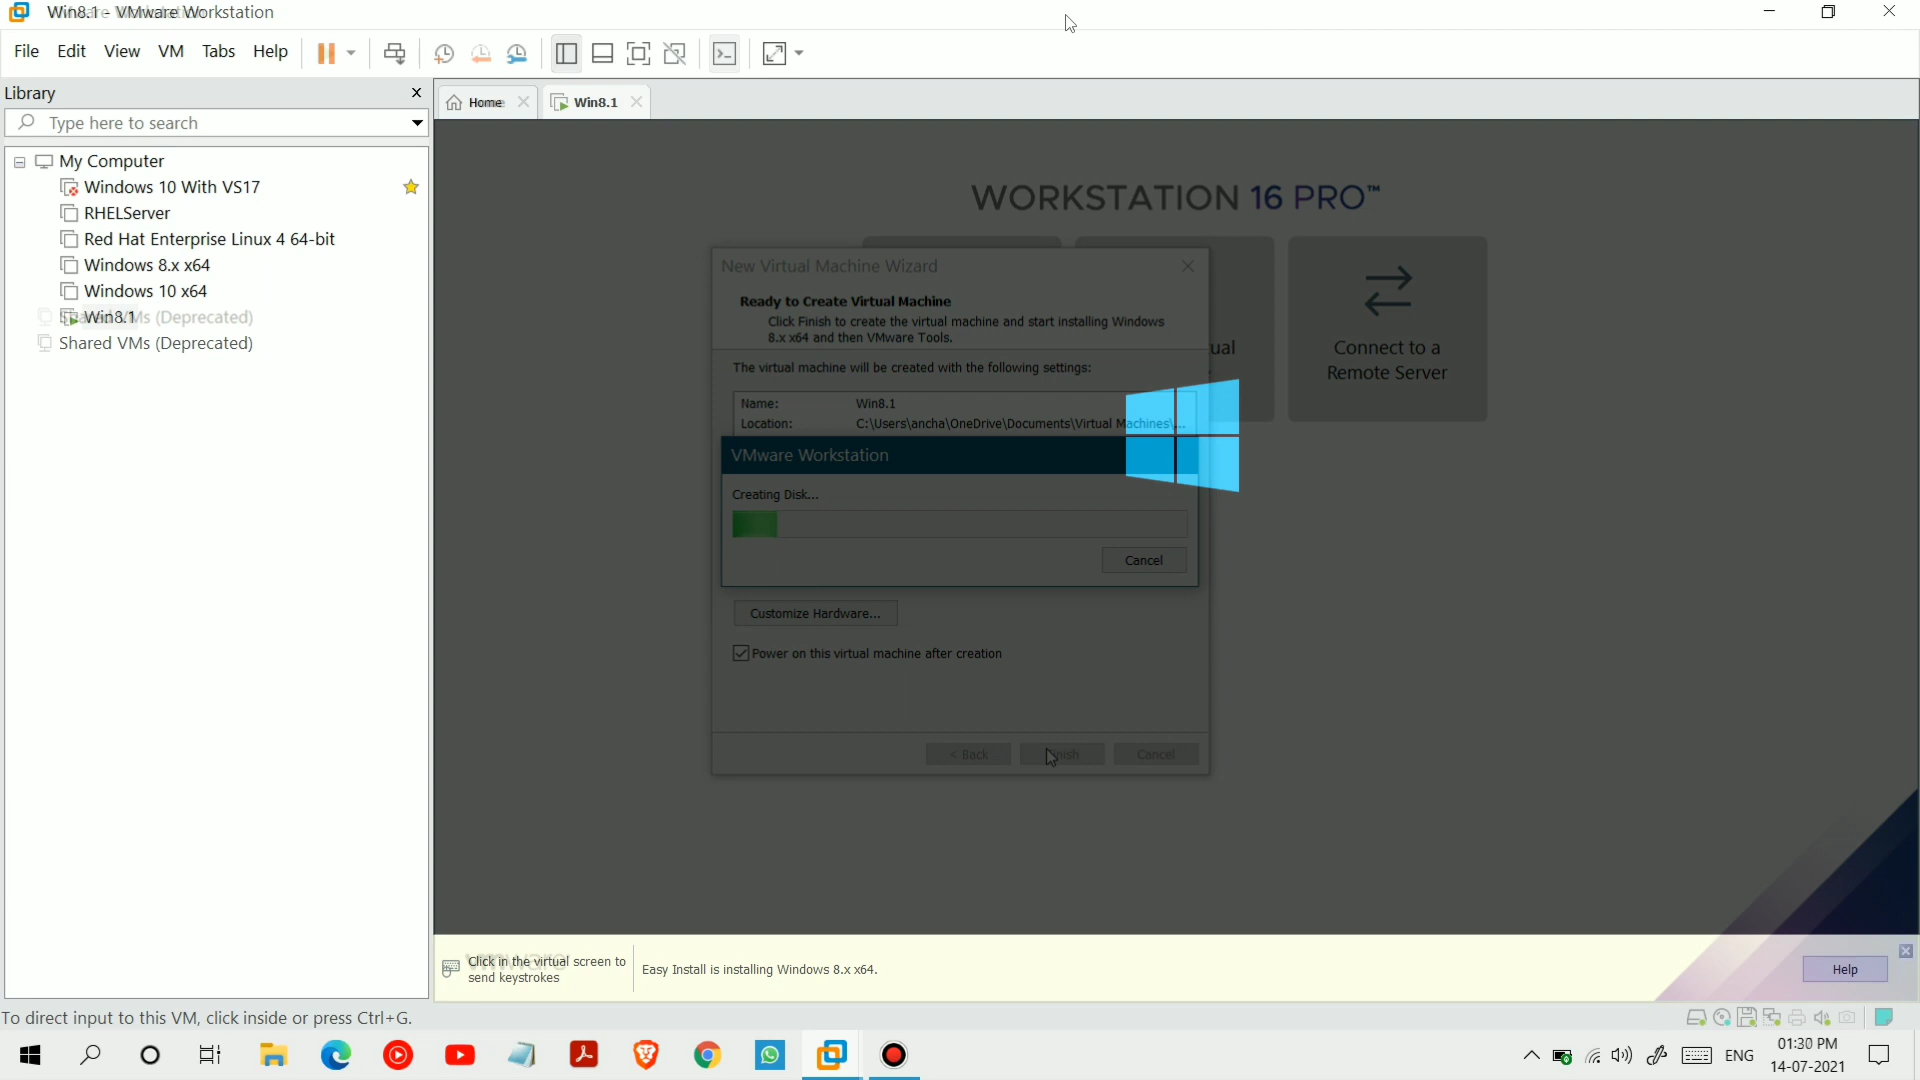 Win8.1 - VMware Workstation
File Edit View VM Tabs Help
Library
Type here to search
Home
Win8.1
My Computer
Windows 10 With VS17
RHELServer
Red Hat Enterprise Linux 4 64-bit
Windows 8.x x64
Windows 10 x64
Win8.1
Shared VMs (Deprecated)
Shared VMs (Deprecated)
WORKSTATION 16 PRO™
Connect to a
Remote Server
New Virtual Machine Wizard
Ready to Create Virtual Machine
Click Finish to create the virtual machine and start installing Windows
8.x x64 and then VMware Tools.
The virtual machine will be created with the following settings:
Name: Win8.1
Location: C:\Users\ancha\OneDrive\Documents\Virtual Machines\...
VMware Workstation
Creating Disk...
Cancel
Customize Hardware...
Power on this virtual machine after creation
< Back Finish Cancel
vmware
Click in the virtual screen to
send keystrokes
Easy Install is installing Windows 8.x x64.
Help
To direct input to this VM, click inside or press Ctrl+G.
ENG
01:30 PM
14-07-2021